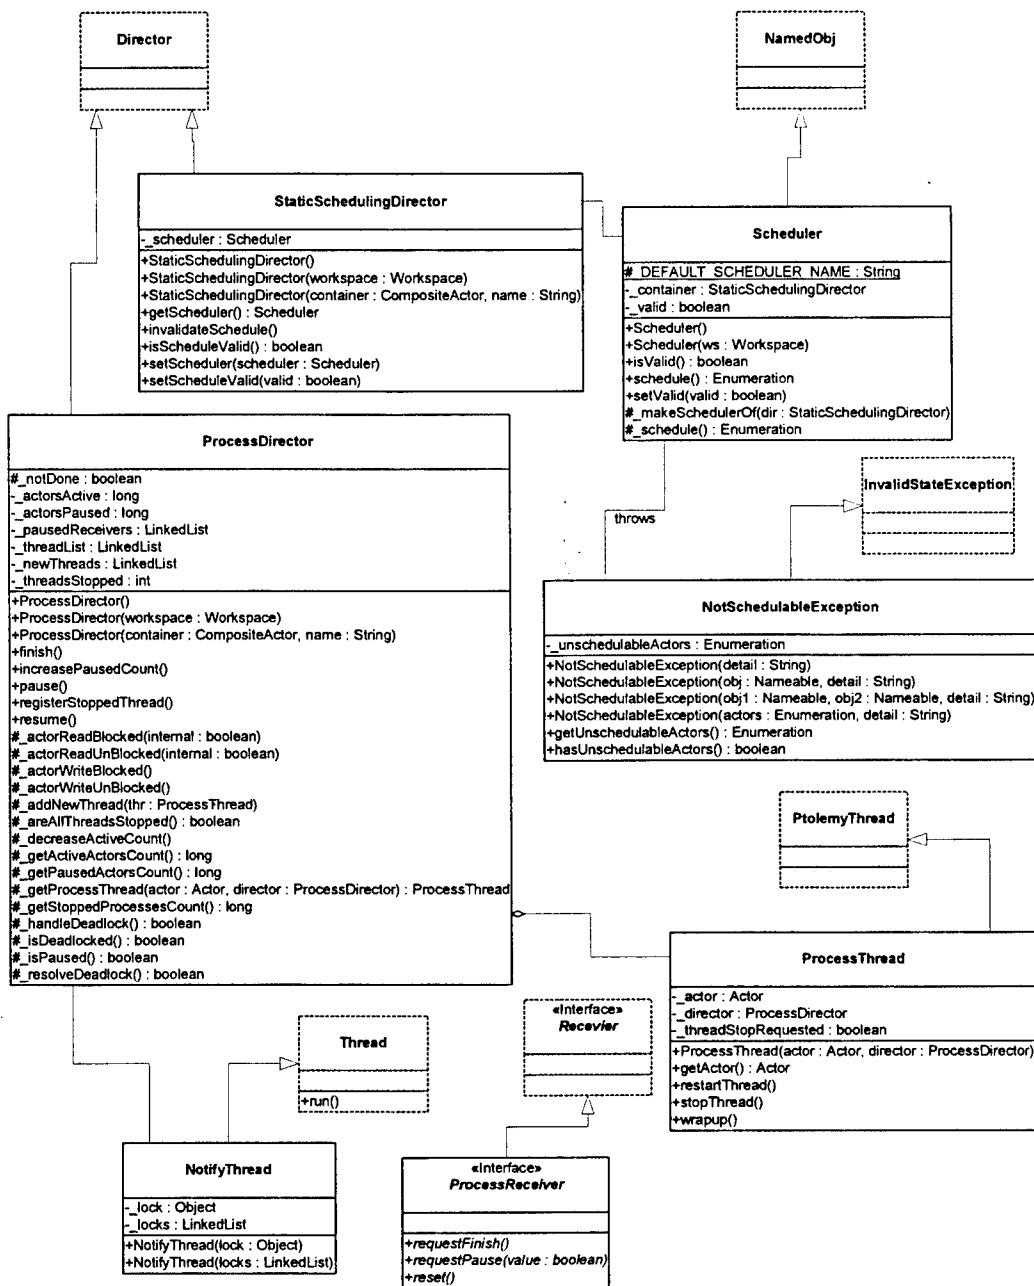 Director
NamedObj
StaticSchedulingDirector
-_scheduler : Scheduler
+StaticSchedulingDirector()
+StaticSchedulingDirector(workspace : Workspace)
+StaticSchedulingDirector(container : CompositeActor, name : String)
+getScheduler() : Scheduler
+invalidateSchedule()
+isScheduleValid() : boolean
+setScheduler(scheduler : Scheduler)
+setScheduleValid(valid : boolean)
Scheduler
#_DEFAULT_SCHEDULER_NAME : String
-_container : StaticSchedulingDirector
-_valid : boolean
+Scheduler()
+Scheduler(ws : Workspace)
+isValid() : boolean
+schedule() : Enumeration
+setValid(valid : boolean)
#_makeSchedulerOf(dir : StaticSchedulingDirector)
#_schedule() : Enumeration
ProcessDirector
#_notDone : boolean
-_actorsActive : long
-_actorsPaused : long
-_pausedReceivers : LinkedList
-_threadList : LinkedList
-_newThreads : LinkedList
-_threadsStopped : int
+ProcessDirector()
+ProcessDirector(workspace : Workspace)
+ProcessDirector(container : CompositeActor, name : String)
+finish()
+increasePausedCount()
+pause()
+registerStoppedThread()
+resume()
#_actorReadBlocked(internal : boolean)
#_actorReadUnBlocked(internal : boolean)
#_actorWriteBlocked()
#_actorWriteUnBlocked()
#_addNewThread(thr : ProcessThread)
#_areAllThreadsStopped() : boolean
#_decreaseActiveCount()
#_getActiveActorsCount() : long
#_getPausedActorsCount() : long
#_getProcessThread(actor : Actor, director : ProcessDirector) : ProcessThread
#_getStoppedProcessesCount() : long
#_handleDeadlock() : boolean
#_isDeadlocked() : boolean
#_isPaused() : boolean
#_resolveDeadlock() : boolean
InvalidStateException
throws
NotSchedulableException
-_unschedulableActors : Enumeration
+NotSchedulableException(detail : String)
+NotSchedulableException(obj : Nameable, detail : String)
+NotSchedulableException(obj1 : Nameable, obj2 : Nameable, detail : String)
+NotSchedulableException(actors : Enumeration, detail : String)
+getUnschedulableActors() : Enumeration
+hasUnschedulableActors() : boolean
PtolemyThread
ProcessThread
-_actor : Actor
-_director : ProcessDirector
-_threadStopRequested : boolean
+ProcessThread(actor : Actor, director : ProcessDirector)
+getActor() : Actor
+restartThread()
+stopThread()
+wrapup()
«Interface»
Recevier
Thread
+run()
NotifyThread
-_lock : Object
-_locks : LinkedList
+NotifyThread(lock : Object)
+NotifyThread(locks : LinkedList)
«Interface»
ProcessReceiver
+requestFinish()
+requestPause(value : boolean)
+reset()